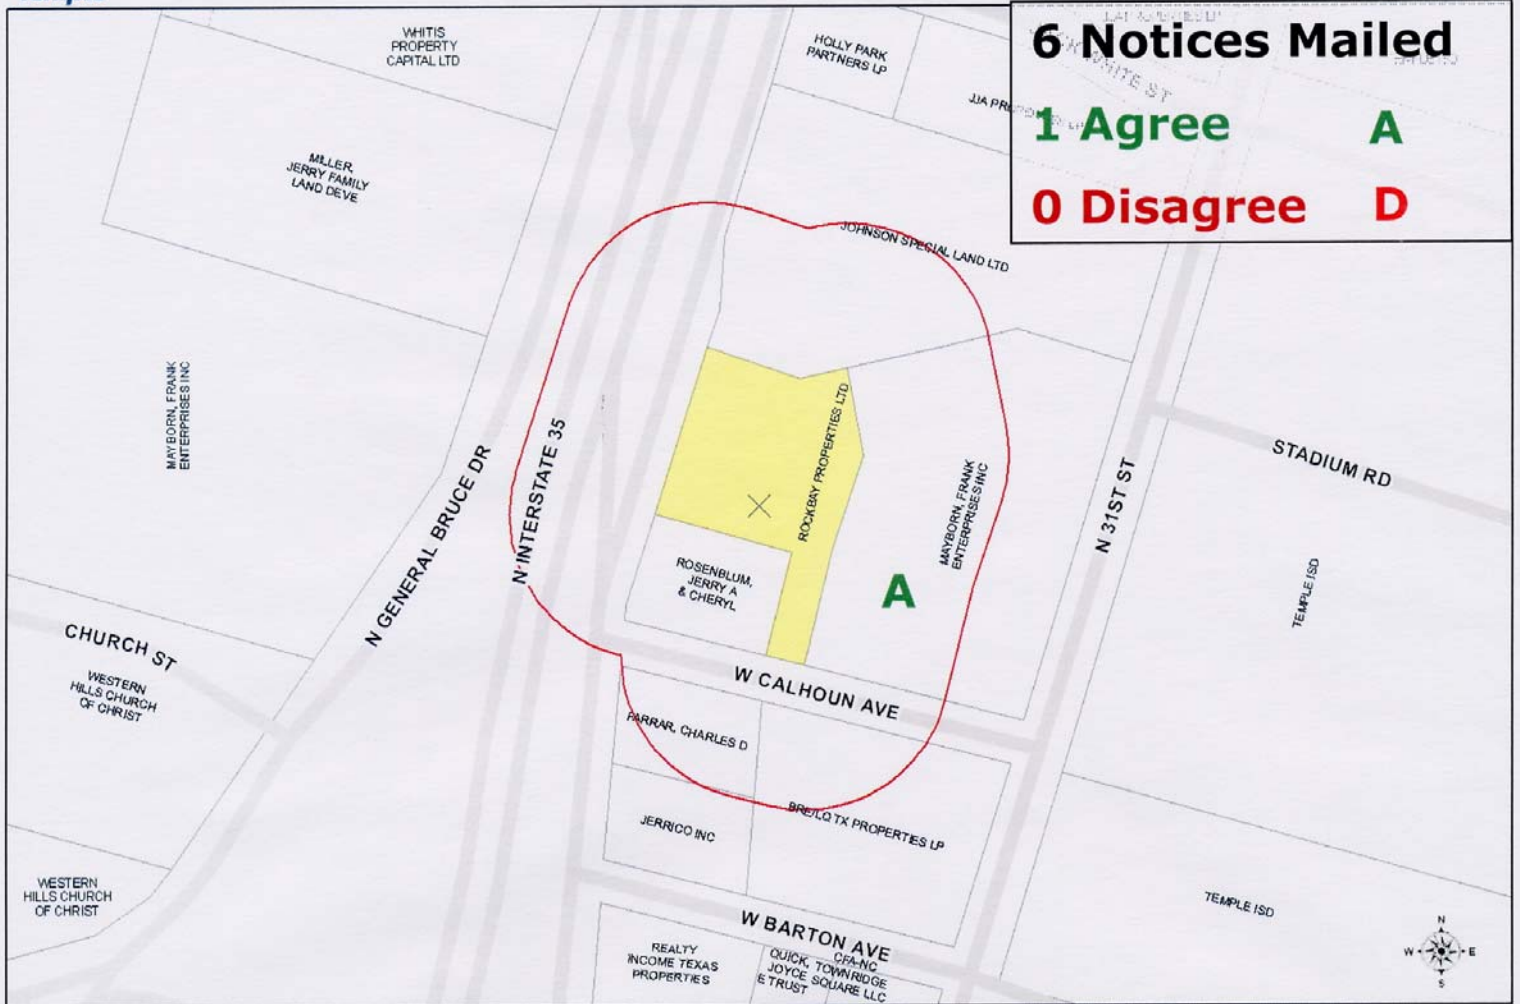 6 Notices Mailed
1 Agree A
0 Disagree D
WHITIS
PROPERTY
CAPITAL LTD
HOLLY PARK
PARTNERS LP
MILLER,
JERRY FAMILY
LAND DEVE
JOHNSON SPECIAL LAND LTD
MAYBORN, FRANK
ENTERPRISES INC
N GENERAL BRUCE DR
N INTERSTATE 35
ROCKBAY PROPERTIES LTD
MAYBORN, FRANK
ENTERPRISES INC
N 31ST ST
STADIUM RD
ROSENBLUM,
JERRY A
& CHERYL
A
TEMPLE ISD
CHURCH ST
WESTERN
HILLS CHURCH
OF CHRIST
W CALHOUN AVE
FARRAR, CHARLES D
JERRICO INC
BRE/LQ TX PROPERTIES LP
WESTERN
HILLS CHURCH
OF CHRIST
TEMPLE ISD
W BARTON AVE
REALTY
INCOME TEXAS
PROPERTIES
CFA-NC
QUICK, TOWNRIDGE
JOYCE SQUARE LLC
E TRUST
N
W E
S